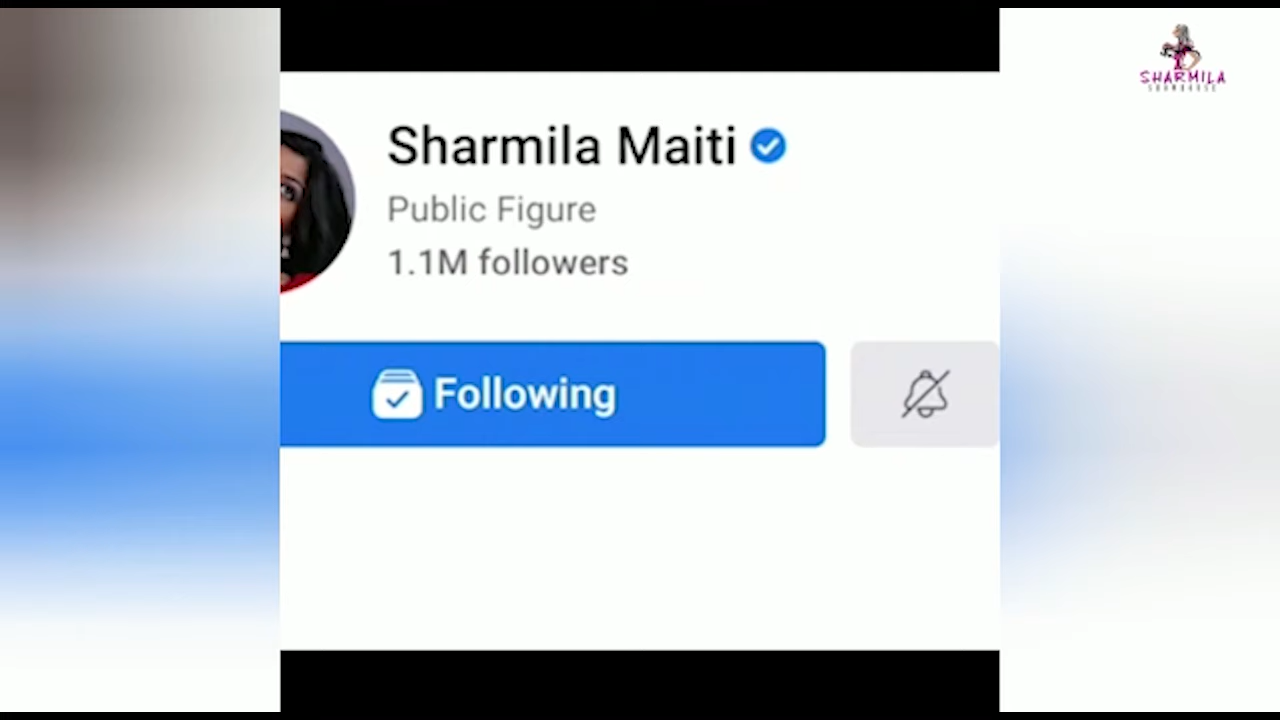 SHARMILA
Sharmila Maiti
Public Figure
1.1M followers
Following